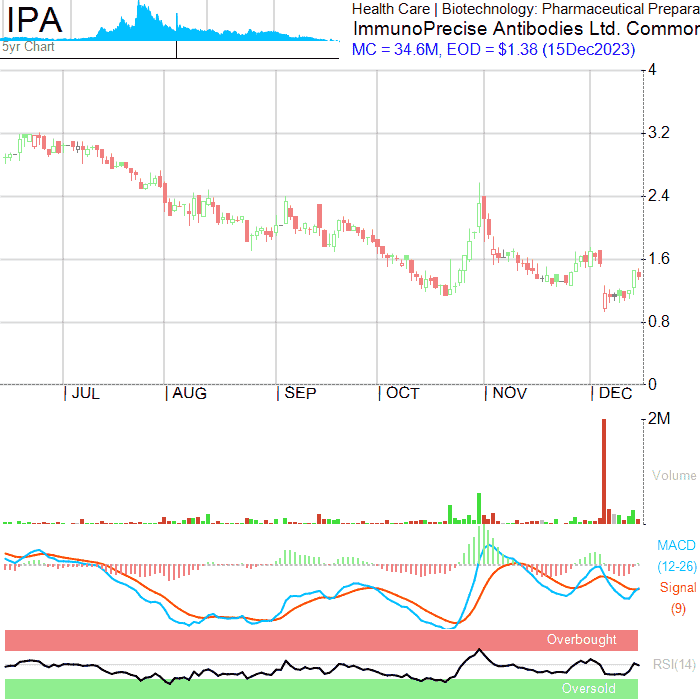 IPA
5yr Chart
Health Care | Biotechnology: Pharmaceutical Prepara
ImmunoPrecise Antibodies Ltd. Common
MC = 34.6M, EOD = $1.38 (15Dec2023)
4
3.2
2.4
1.6
0.8
0
JUL AUG SEP OCT NOV DEC
2M
Volume
MACD
(12-26)
Signal
(9)
Overbought
RSI(14)
Oversold